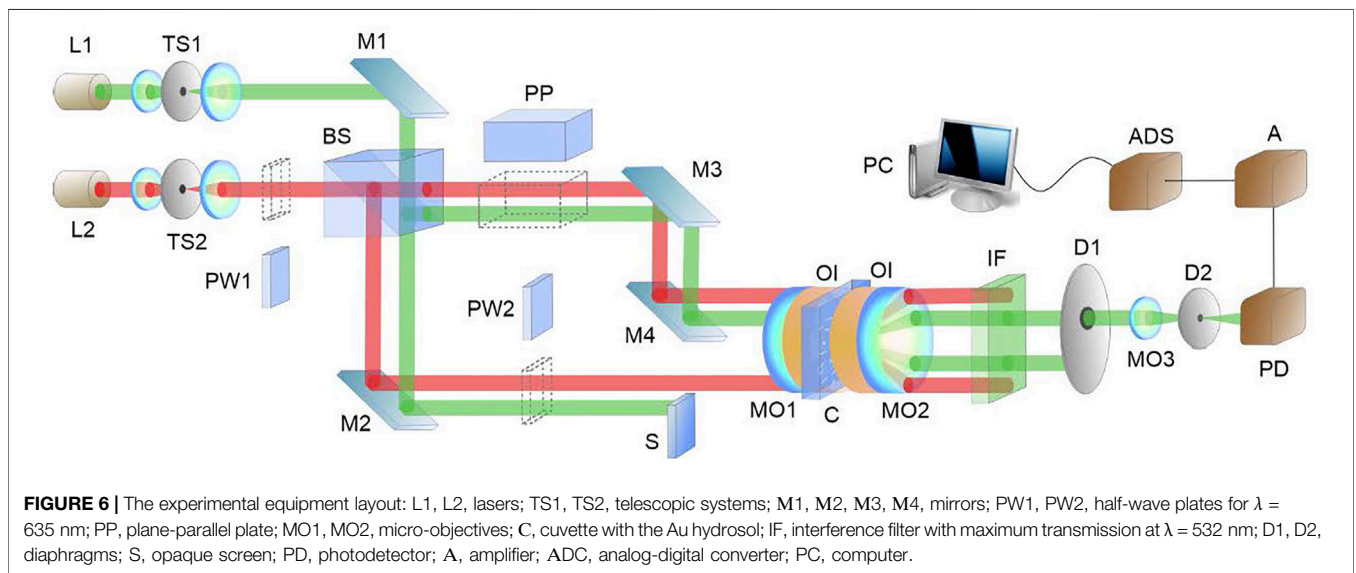 L1
TS1
M1
PP
BS
M3
PC
ADS
A
L2
TS2
PW1
PW2
M4
OI
OI
IF
D1
D2
MO3
PD
M2
S
MO1
C
MO2
FIGURE 6 | The experimental equipment layout: L1, L2, lasers; TS1, TS2, telescopic systems; M1, M2, M3, M4, mirrors; PW1, PW2, half-wave plates for λ =
635 nm; PP, plane-parallel plate; MO1, MO2, micro-objectives; C, cuvette with the Au hydrosol; IF, interference filter with maximum transmission at λ = 532 nm; D1, D2,
diaphragms; S, opaque screen; PD, photodetector; A, amplifier; ADC, analog-digital converter; PC, computer.